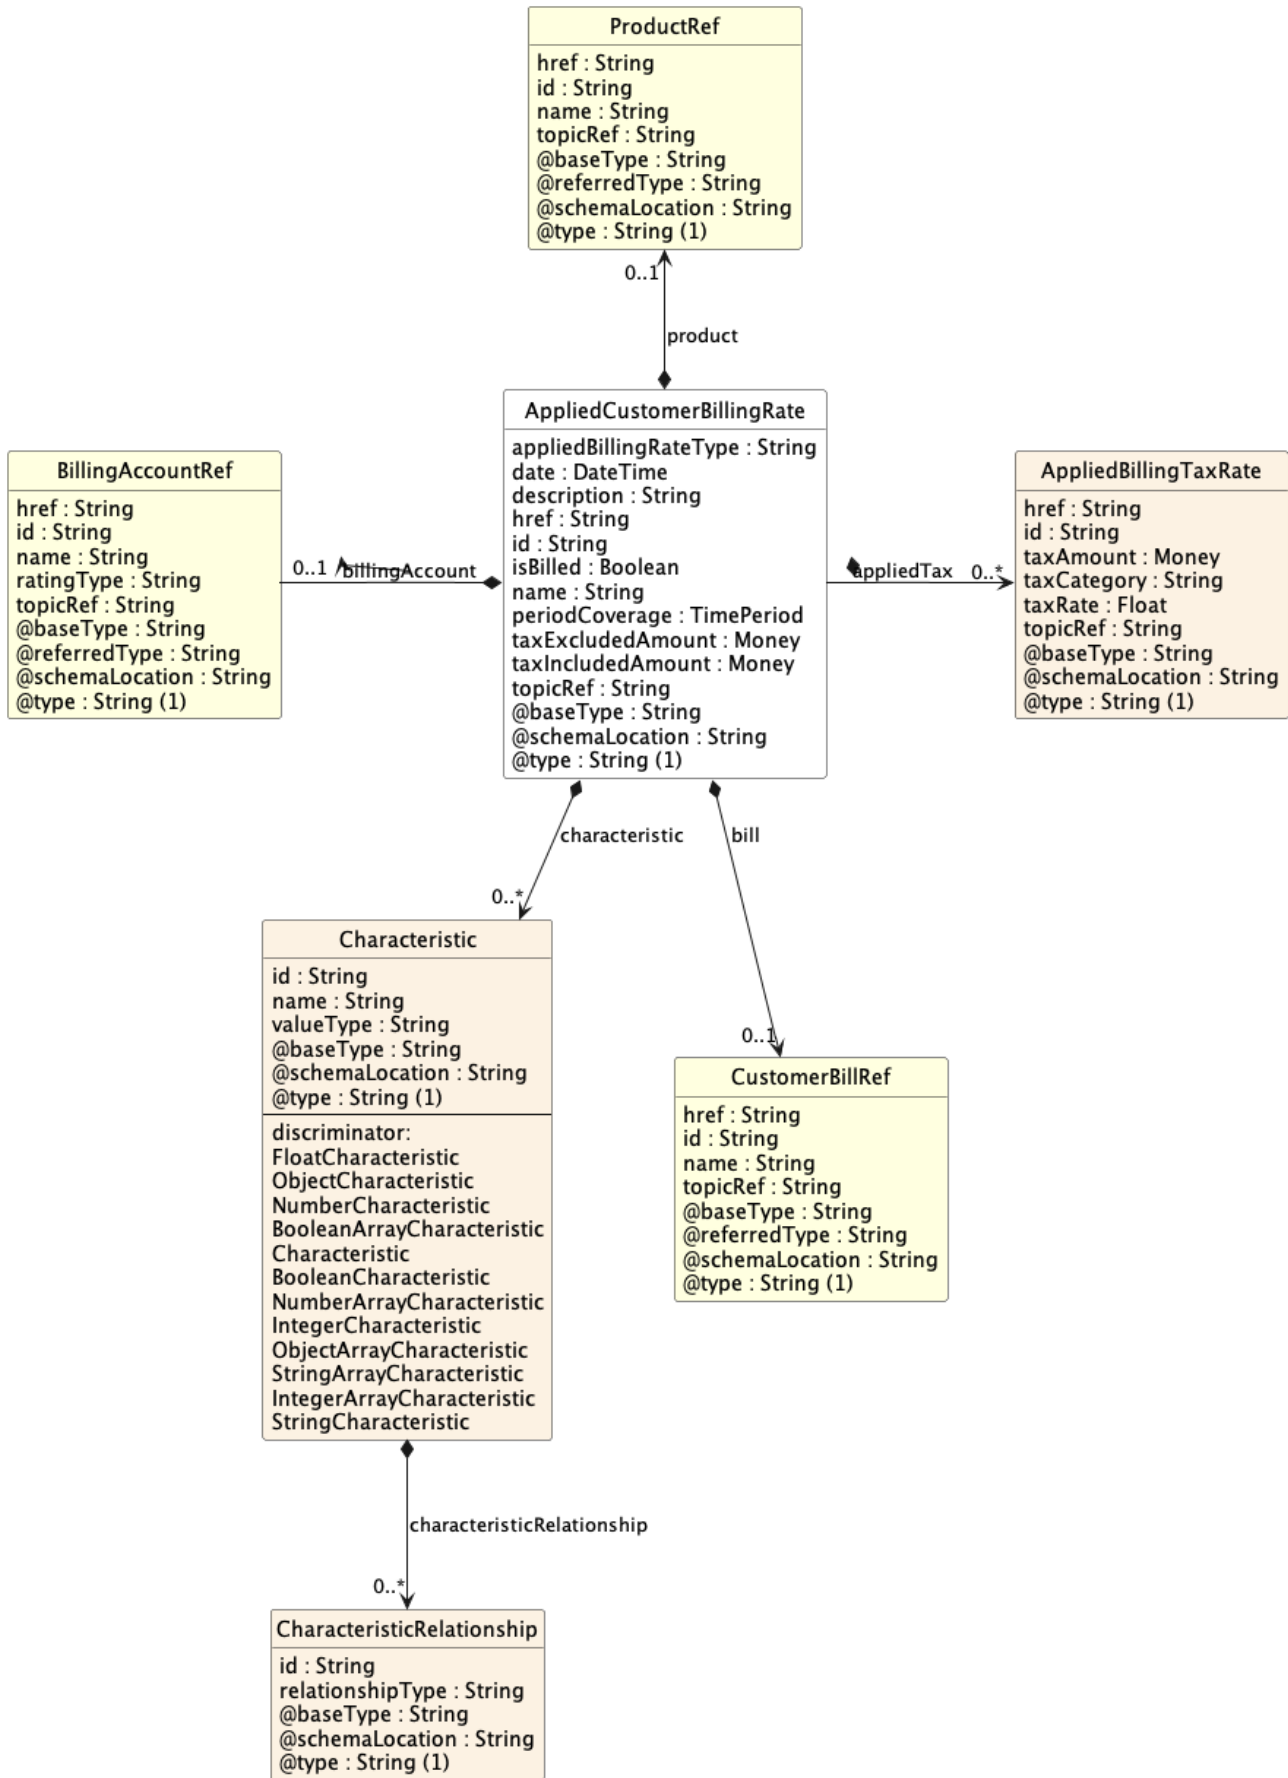 ProductRef
href : String
id : String
name : String
topicRef : String
@baseType : String
@referredType : String
@schemaLocation : String
@type : String (1)
0..1
product
AppliedCustomerBillingRate
appliedBillingRateType : String
date : DateTime
description : String
href : String
id : String
isBilled : Boolean
name : String
periodCoverage : TimePeriod
taxExcludedAmount : Money
taxIncludedAmount : Money
topicRef : String
@baseType : String
@schemaLocation : String
@type : String (1)
BillingAccountRef
href : String
id : String
name : String
ratingType : String
topicRef : String
@baseType : String
@referredType : String
@schemaLocation : String
@type : String (1)
0..1
billingAccount
appliedTax
0..*
AppliedBillingTaxRate
href : String
id : String
taxAmount : Money
taxCategory : String
taxRate : Float
topicRef : String
@baseType : String
@schemaLocation : String
@type : String (1)
characteristic
0..*
bill
0..1
Characteristic
id : String
name : String
valueType : String
@baseType : String
@schemaLocation : String
@type : String (1)
discriminator:
FloatCharacteristic
ObjectCharacteristic
NumberCharacteristic
BooleanArrayCharacteristic
Characteristic
BooleanCharacteristic
NumberArrayCharacteristic
IntegerCharacteristic
ObjectArrayCharacteristic
StringArrayCharacteristic
IntegerArrayCharacteristic
StringCharacteristic
CustomerBillRef
href : String
id : String
name : String
topicRef : String
@baseType : String
@referredType : String
@schemaLocation : String
@type : String (1)
characteristicRelationship
0..*
CharacteristicRelationship
id : String
relationshipType : String
@baseType : String
@schemaLocation : String
@type : String (1)